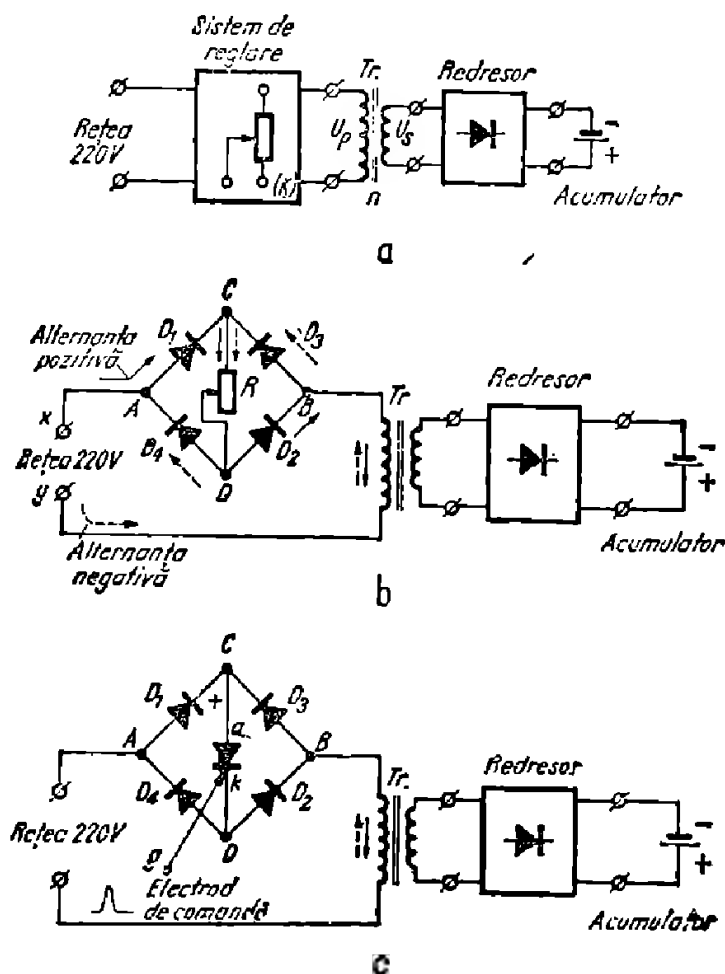 Sistem de
reglare
Tr.
Redresor
Rețea
220V
Up
Us
(K)
n
Acumulator
-
+
a
C
Alternanța
pozitivă
D1
D3
R
A
B
x
Rețea 220V
y
D4
D2
D
Tr
Redresor
Acumulator
-
+
Alternanța
negativă
b
C
D1
+
D3
a
A
B
D4
k
D2
D
g
Rețea 220V
Electrod
de comandă
Tr.
Redresor
Acumulator
-
+
c